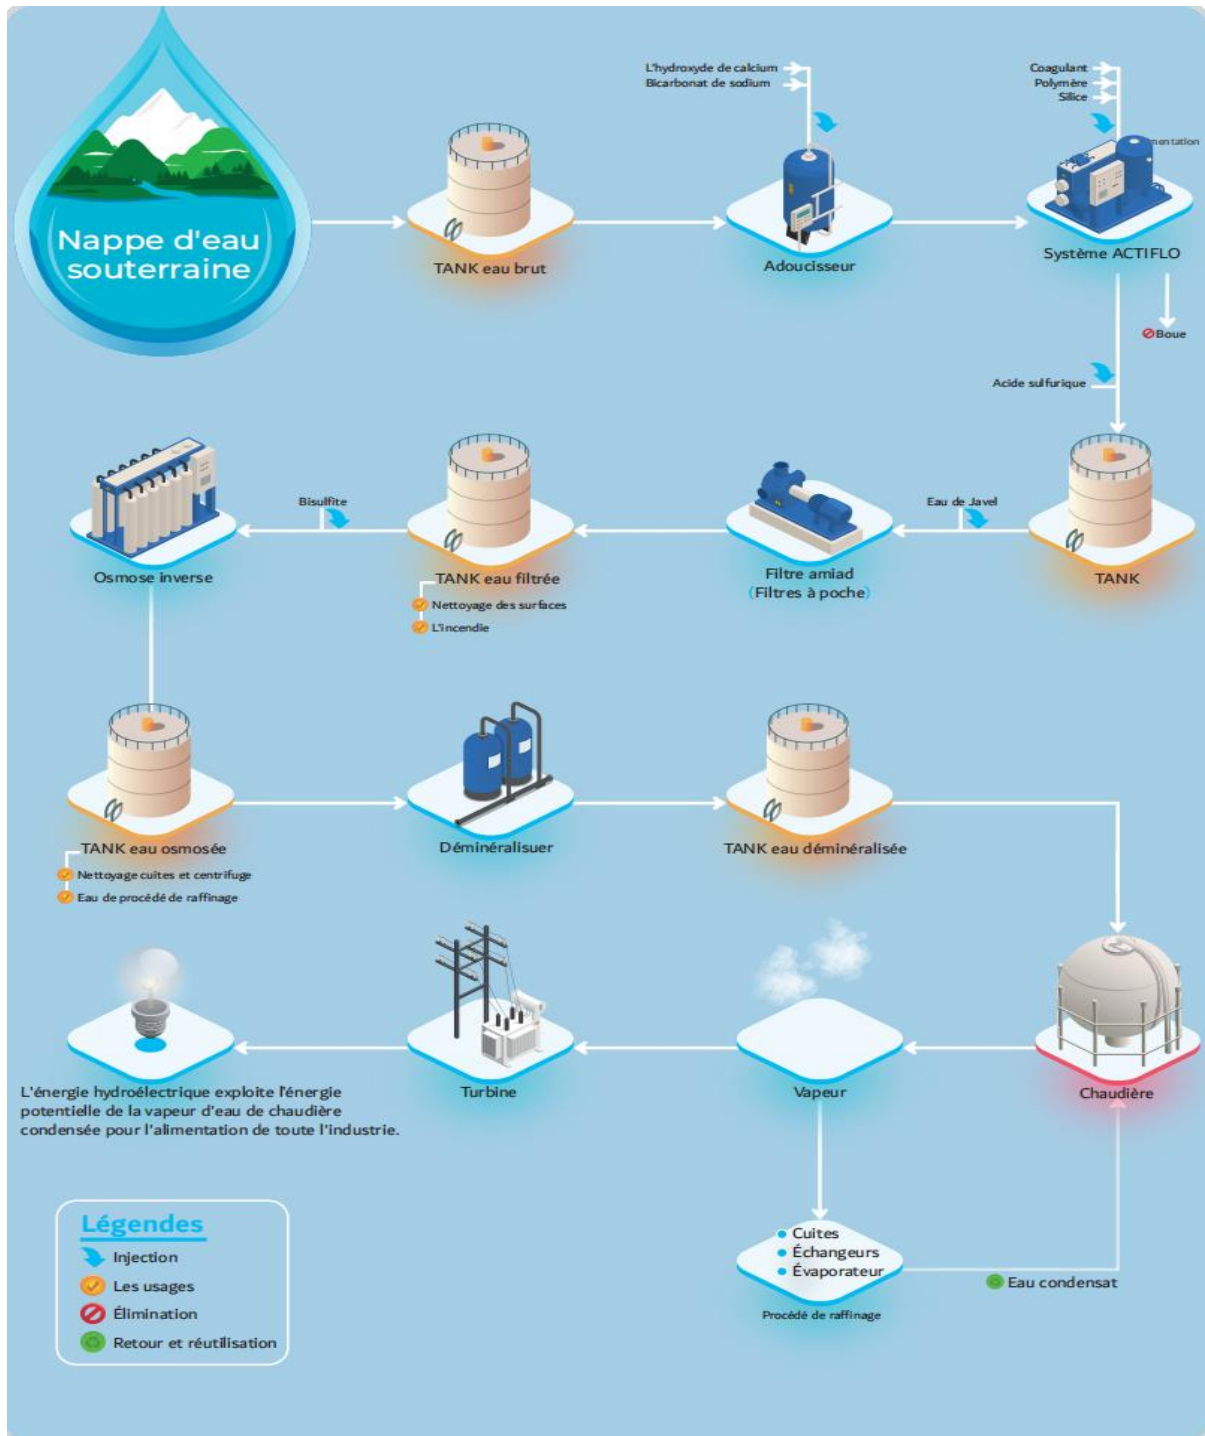 Nappe d'eau
souterraine
L'hydroxyde de calcium
Bicarbonat de sodium
Coagulant
Polymère
Silice
mentation
TANK eau brut
Adoucisseur
Système ACTIFLO
Boue
Acide sulfurique
Bisulfite
Eau de Javel
Osmose inverse
TANK eau filtrée
Nettoyage des surfaces
L'incendie
Filtre amiad
(Filtres à poche)
TANK
TANK eau osmosée
Nettoyage cuites et centrifuge
Eau de procédé de raffinage
Déminéralisuer
TANK eau déminéralisée
L'énergie hydroélectrique exploite l'énergie
potentielle de la vapeur d'eau de chaudière
condensée pour l'alimentation de toute l'industrie.
Turbine
Vapeur
Chaudière
Cuites
Échangeurs
Évaporateur
Procédé de raffinage
Eau condensat
Légendes
Injection
Les usages
Élimination
Retour et réutilisation